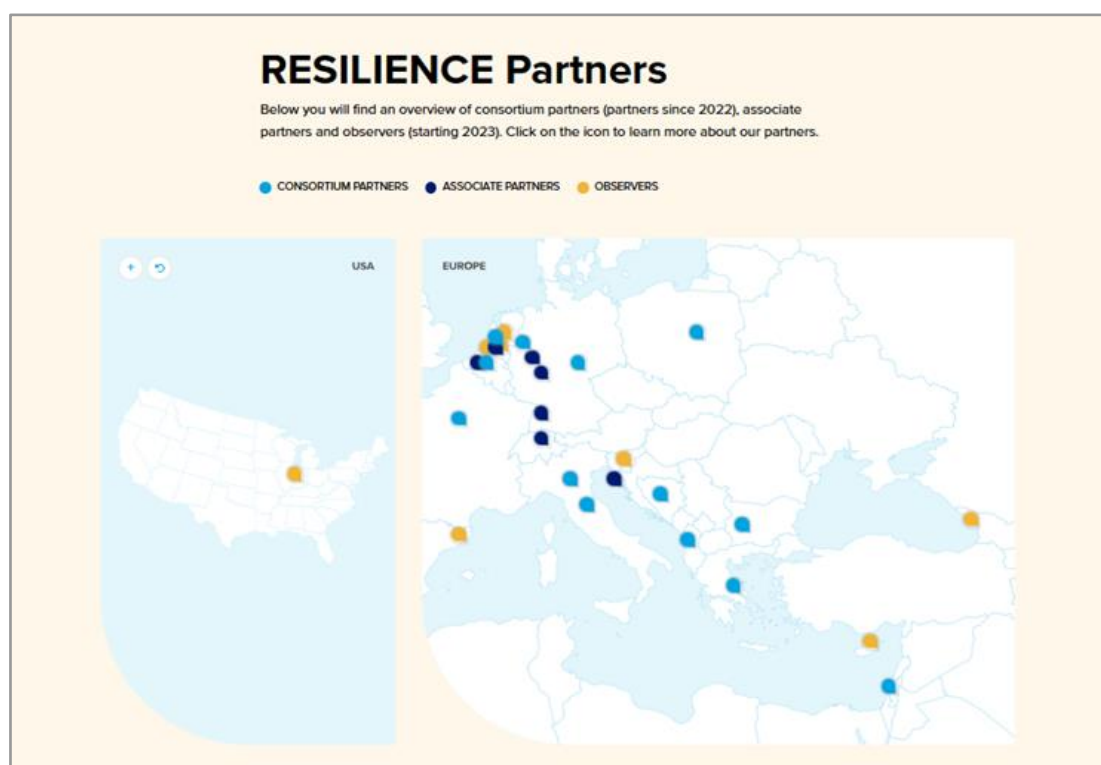 RESILIENCE Partners
Below you will find an overview of consortium partners (partners since 2022), associate
partners and observers (starting 2023). Click on the icon to learn more about our partners.
CONSORTIUM PARTNERS ASSOCIATE PARTNERS OBSERVERS
USA
EUROPE